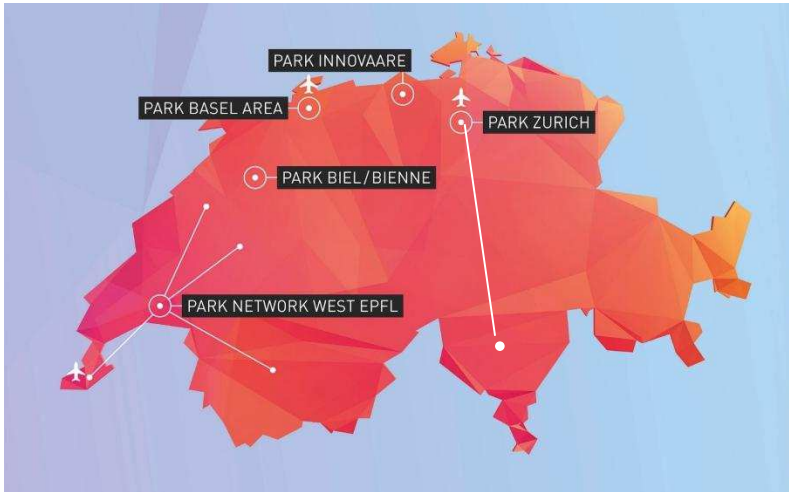 PARK INNOVAARE
PARK BASEL AREA
PARK ZURICH
PARK BIEL/BIENNE
PARK NETWORK WEST EPFL